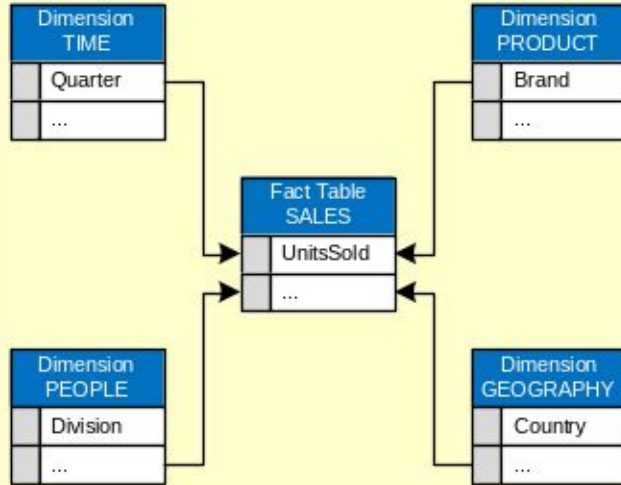 Dimension
TIME
Quarter
...
Dimension
PRODUCT
Brand
...
Fact Table
SALES
UnitsSold
...
Dimension
PEOPLE
Division
...
Dimension
GEOGRAPHY
Country
...